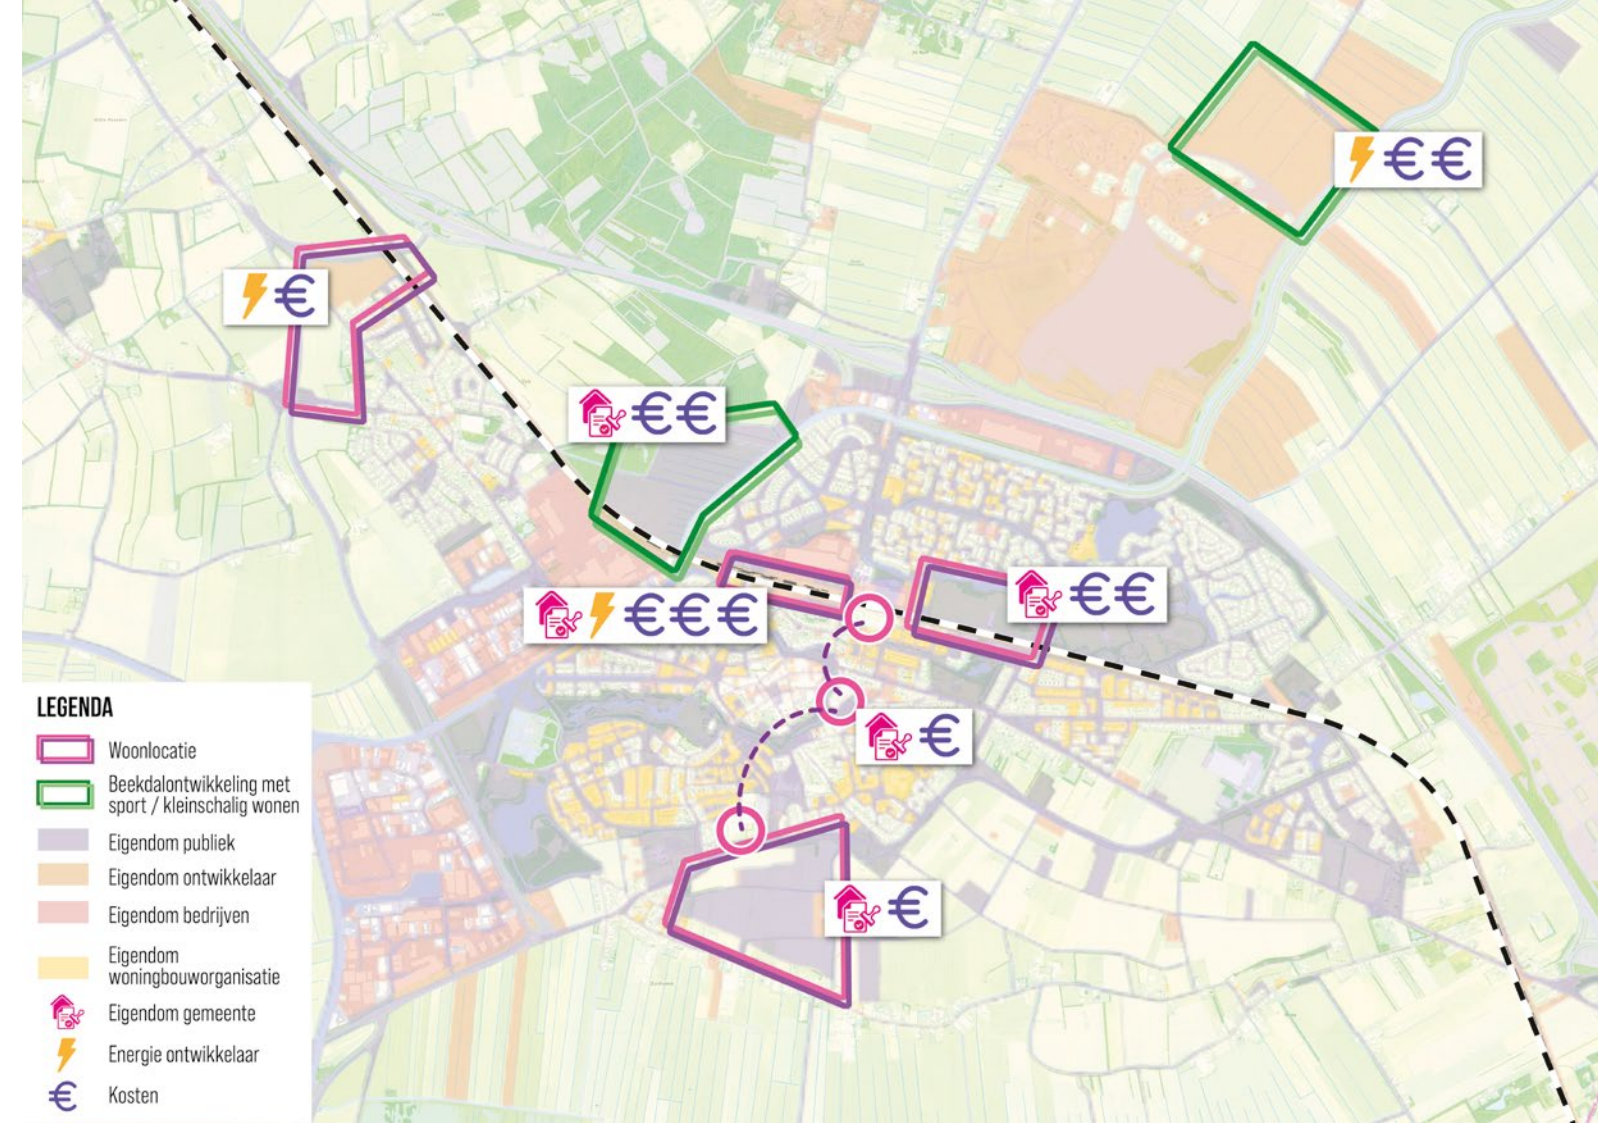 € €
€
€ €
€ €
€ € €
€
€
LEGENDA
Woonlocatie
Beekdalontwikkeling met
sport / kleinschalig wonen
Eigendom publiek
Eigendom ontwikkelaar
Eigendom bedrijven
Eigendom
woningbouworganisatie
Eigendom gemeente
Energie ontwikkelaar
€ Kosten